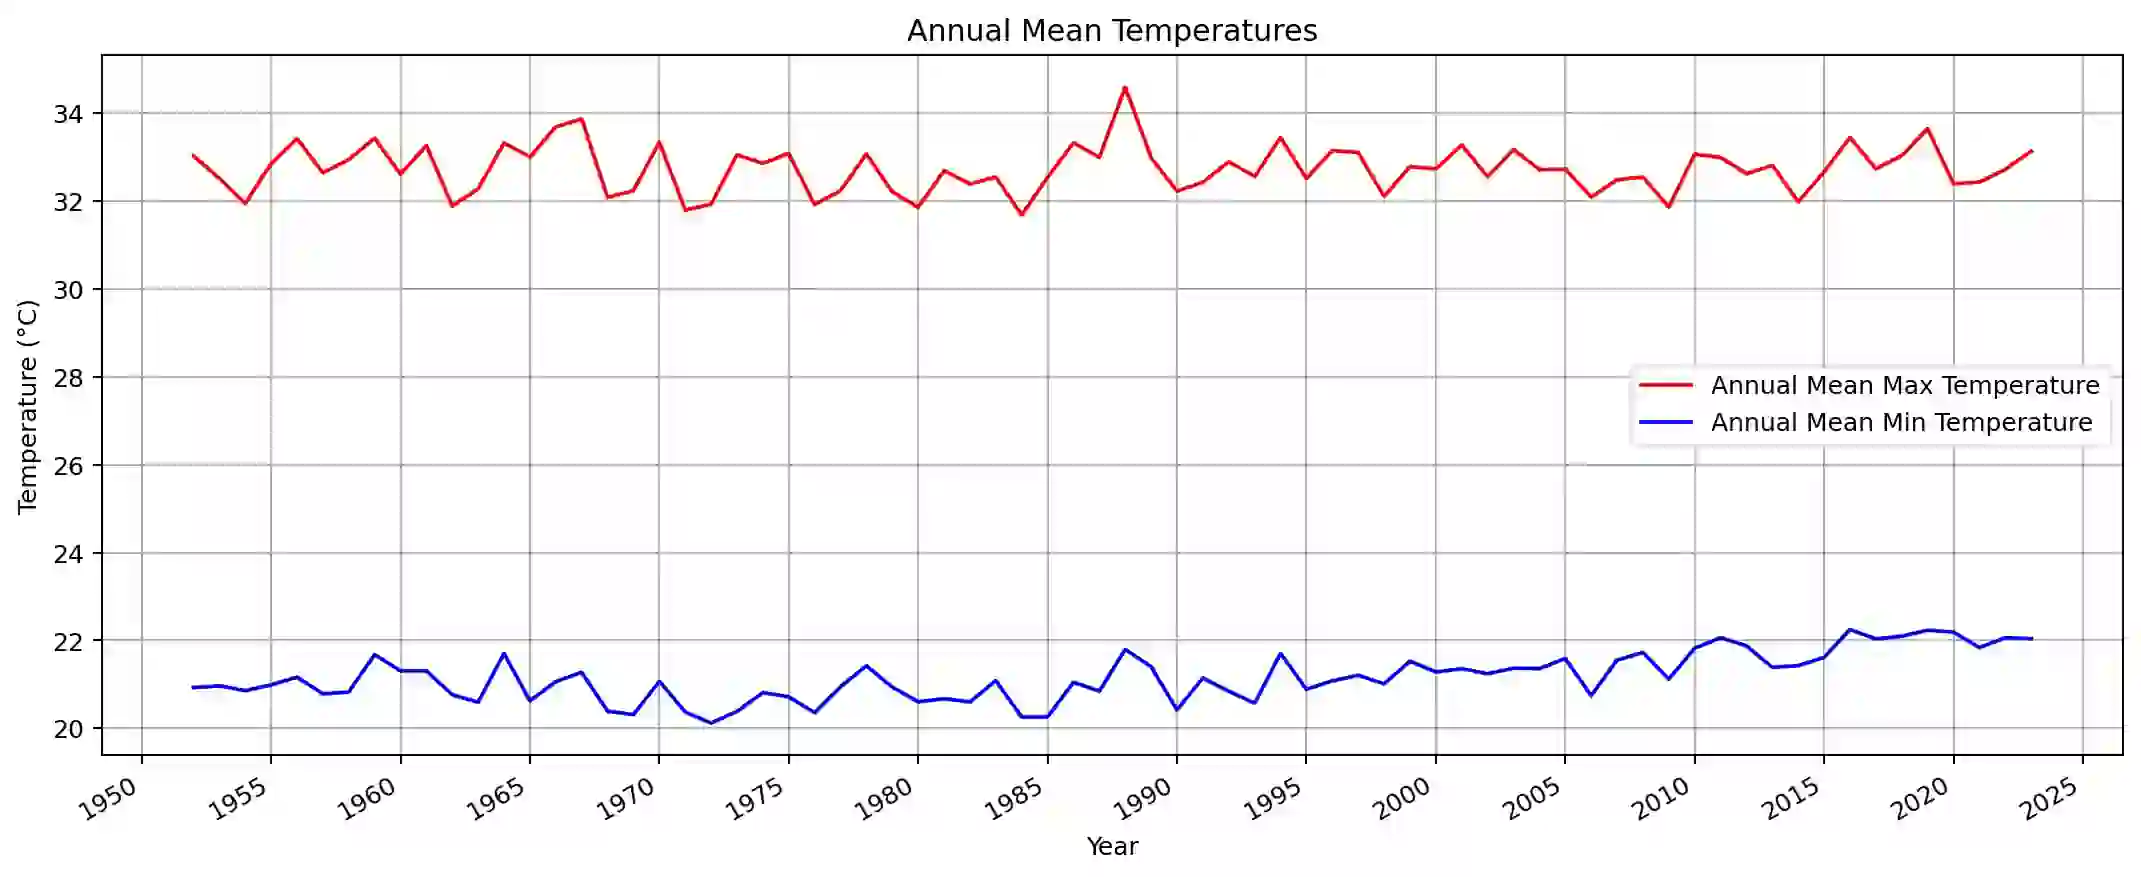 Annual Mean Temperatures
34
32
30
28
26
24
22
20
Temperature (°C)
Annual Mean Max Temperature
Annual Mean Min Temperature
1950 1955 1960 1965 1970 1975 1980 1985 1990 1995 2000 2005 2010 2015 2020 2025
Year